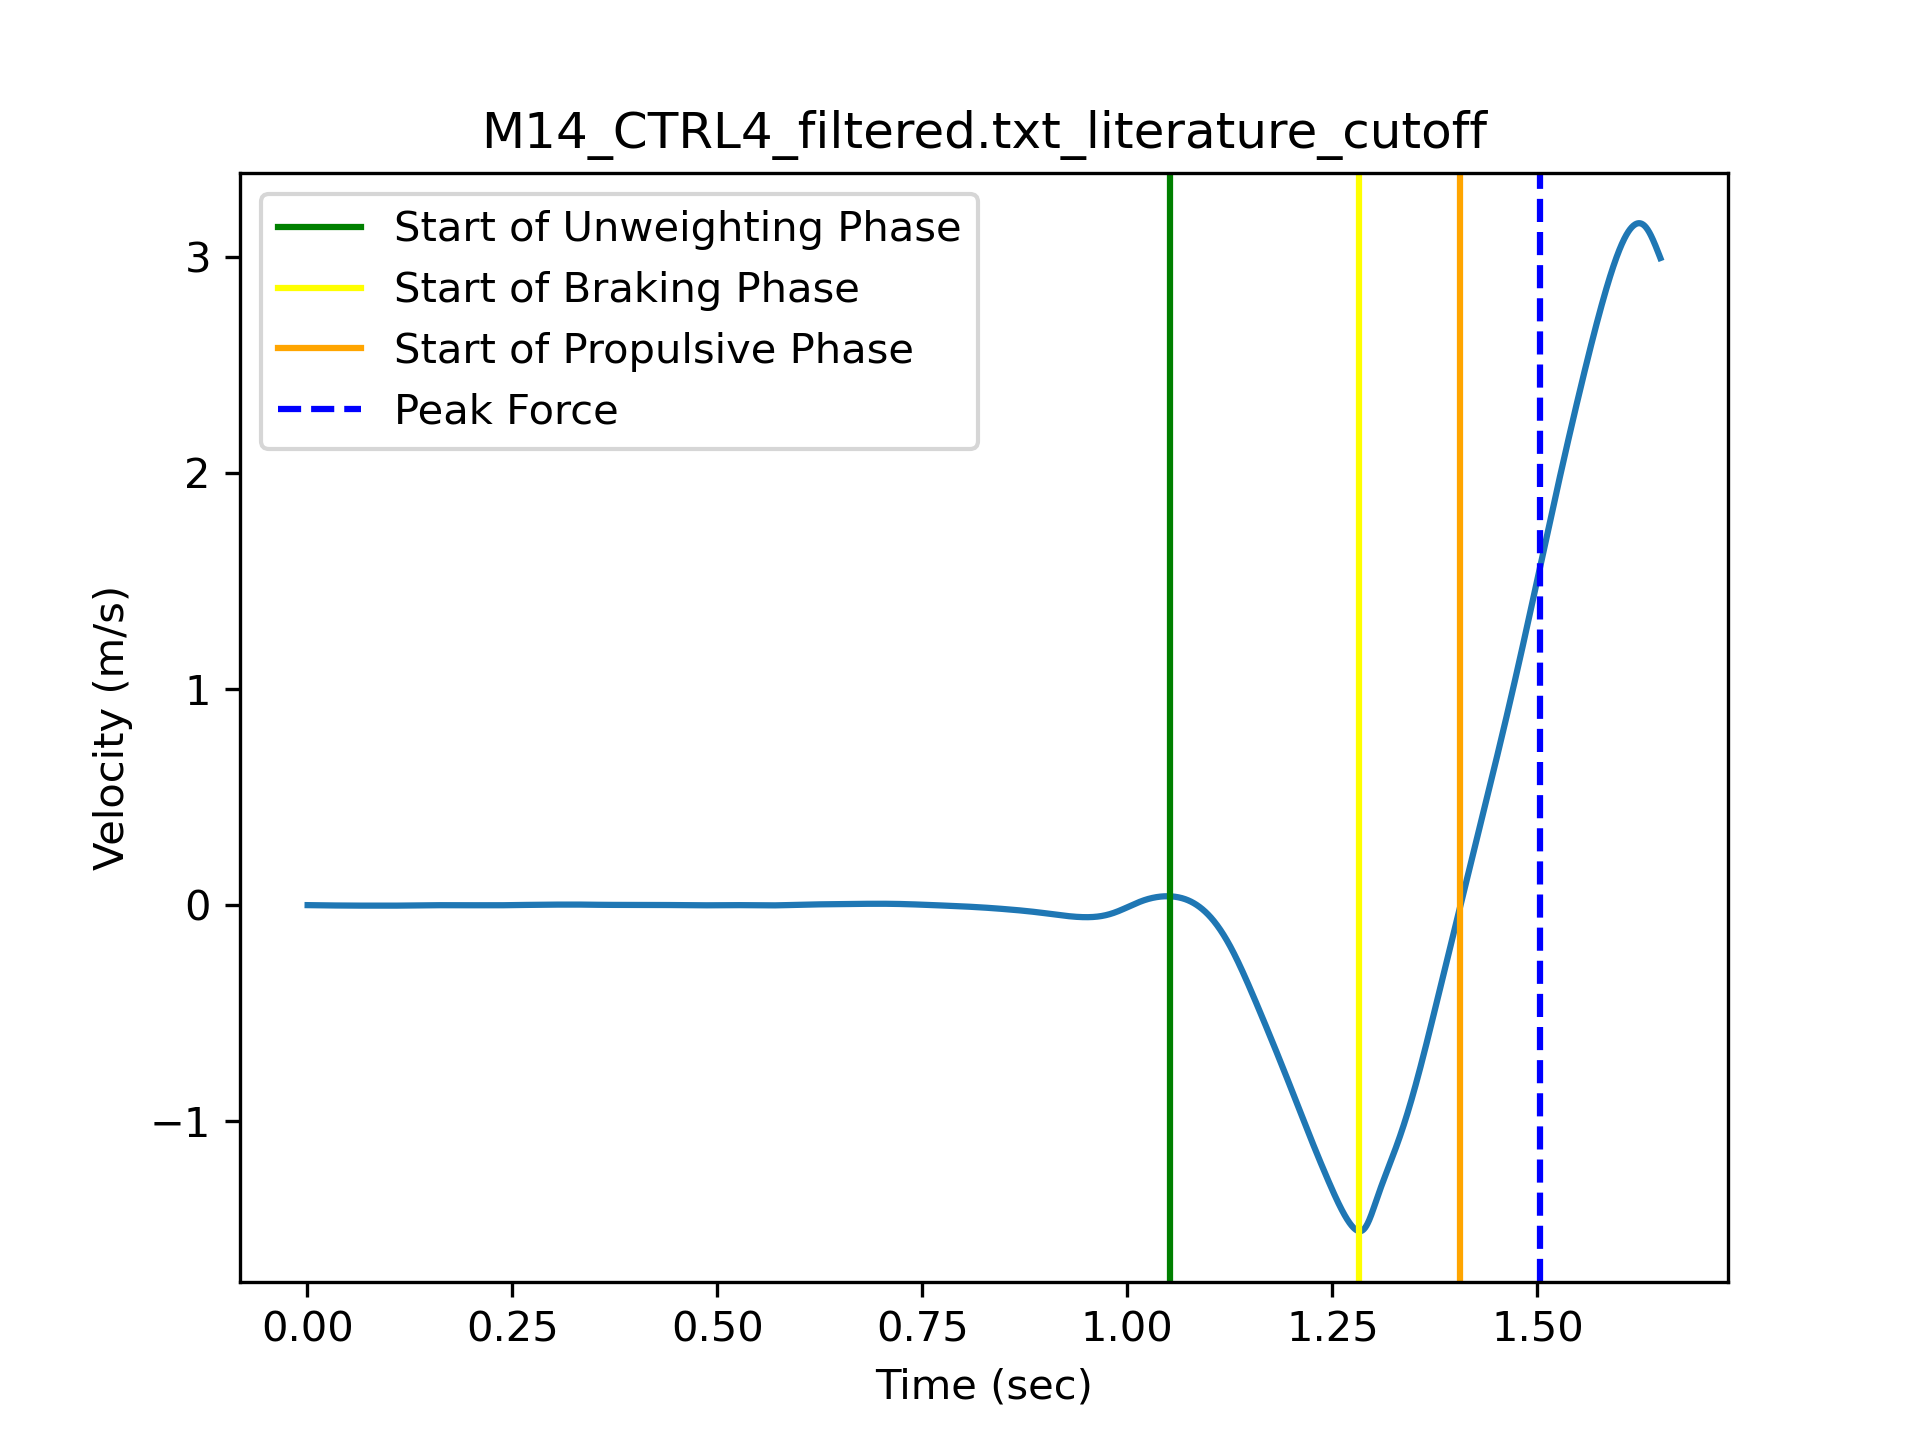 M14_CTRL4_filtered.txt_literature_cutoff
Start of Unweighting Phase
Start of Braking Phase
Start of Propulsive Phase
Peak Force
3
2
1
0
−1
Velocity (m/s)
0.00 0.25 0.50 0.75 1.00 1.25 1.50
Time (sec)